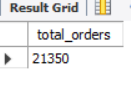 Result Grid
total_orders
21350